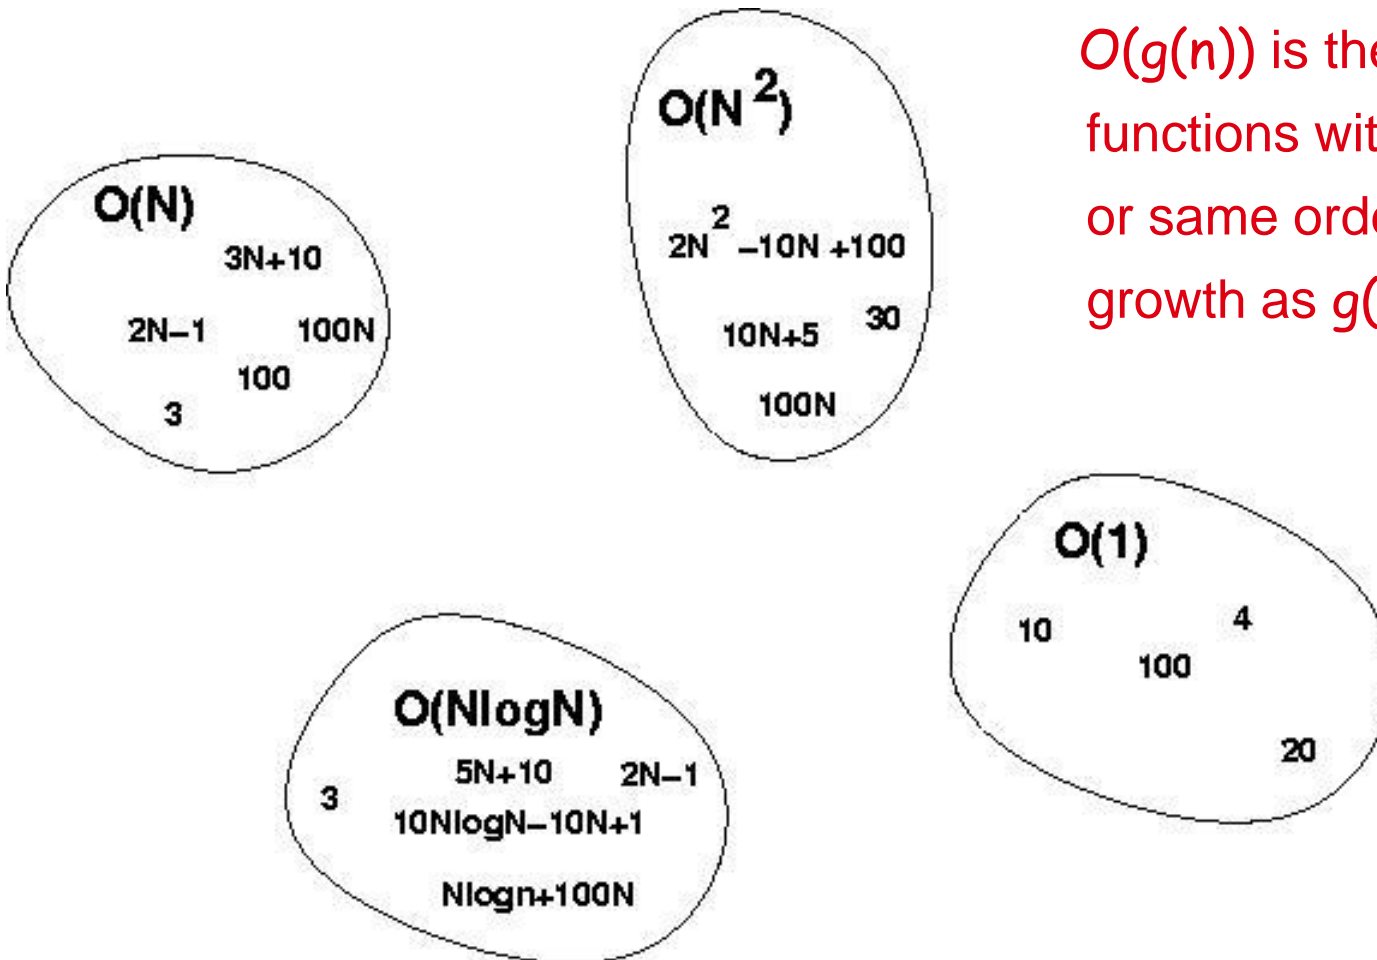 O(g(n)) is the
functions wit
or same orde
growth as g(
O(N)
3N+10
2N–1 100N
100
3
O(N²)
2N² –10N +100
10N+5 30
100N
O(1)
10 4
100
20
O(NlogN)
5N+10 2N–1
3
10NlogN–10N+1
Nlogn+100N